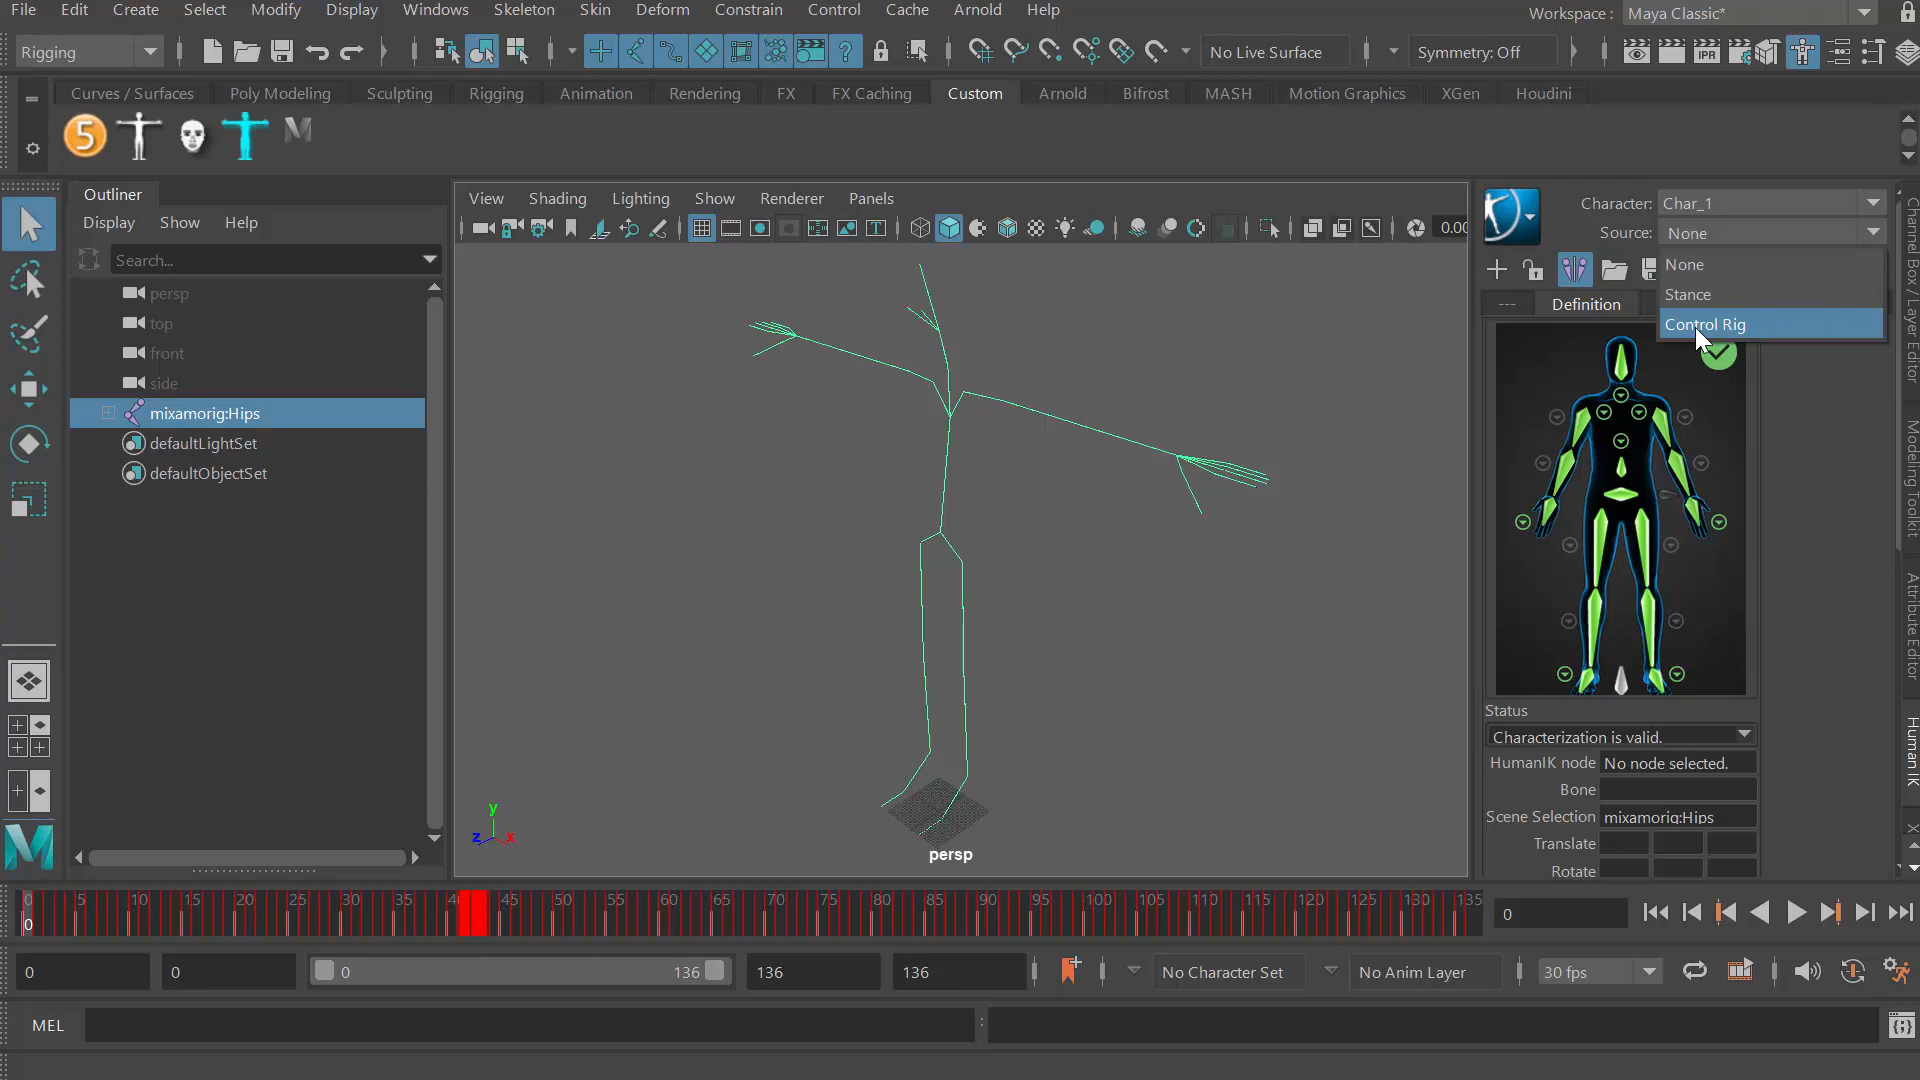 File Edit Create Select Modify Display Windows Skeleton Skin Deform Constrain Control Cache Arnold Help
Workspace : Maya Classic*
Rigging
No Live Surface
Symmetry: Off
IPR
Curves / Surfaces Poly Modeling Sculpting Rigging Animation Rendering FX FX Caching Custom Arnold Bifrost MASH Motion Graphics XGen Houdini
5
Outliner
Display Show Help
Search...
persp
top
front
side
mixamorig:Hips
defaultLightSet
defaultObjectSet
View Shading Lighting Show Renderer Panels
0.00
y
z x
persp
Character: Char_1
Source: None
None
Stance
Control Rig
--- Definition
Status
Characterization is valid.
HumanIK node No node selected.
Bone
Scene Selection mixamorig:Hips
Translate
Rotate
Channel Box / Layer Editor
Modeling Toolkit
Attribute Editor
Human IK
0 5 10 15 20 25 30 35 40 45 50 55 60 65 70 75 80 85 90 95 100 105 110 115 120 125 130 135
0
0
0 0 0 136 136 136
No Character Set
No Anim Layer
30 fps
MEL